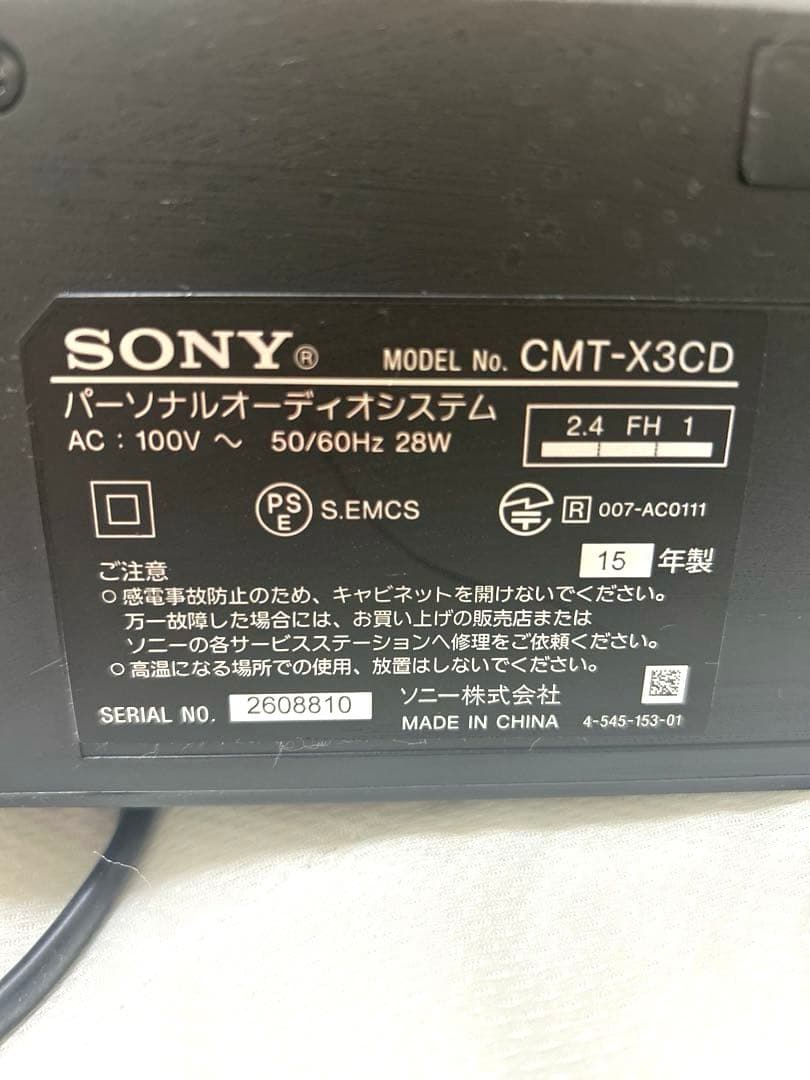 SONY® MODEL No. CMT-X3CD
パーソナルオーディオシステム
AC : 100V ～ 50/60Hz 28W
2.4 FH 1
PS E S.EMCS
R 007-AC0111
15 年製
ご注意
○ 感電事故防止のため、キャビネットを開けないでください。
万一故障した場合には、お買い上げの販売店または
ソニーの各サービスステーションへ修理をご依頼ください。
○ 高温になる場所での使用、放置はしないでください。
SERIAL NO. 2608810
ソニー株式会社
MADE IN CHINA 4-545-153-01